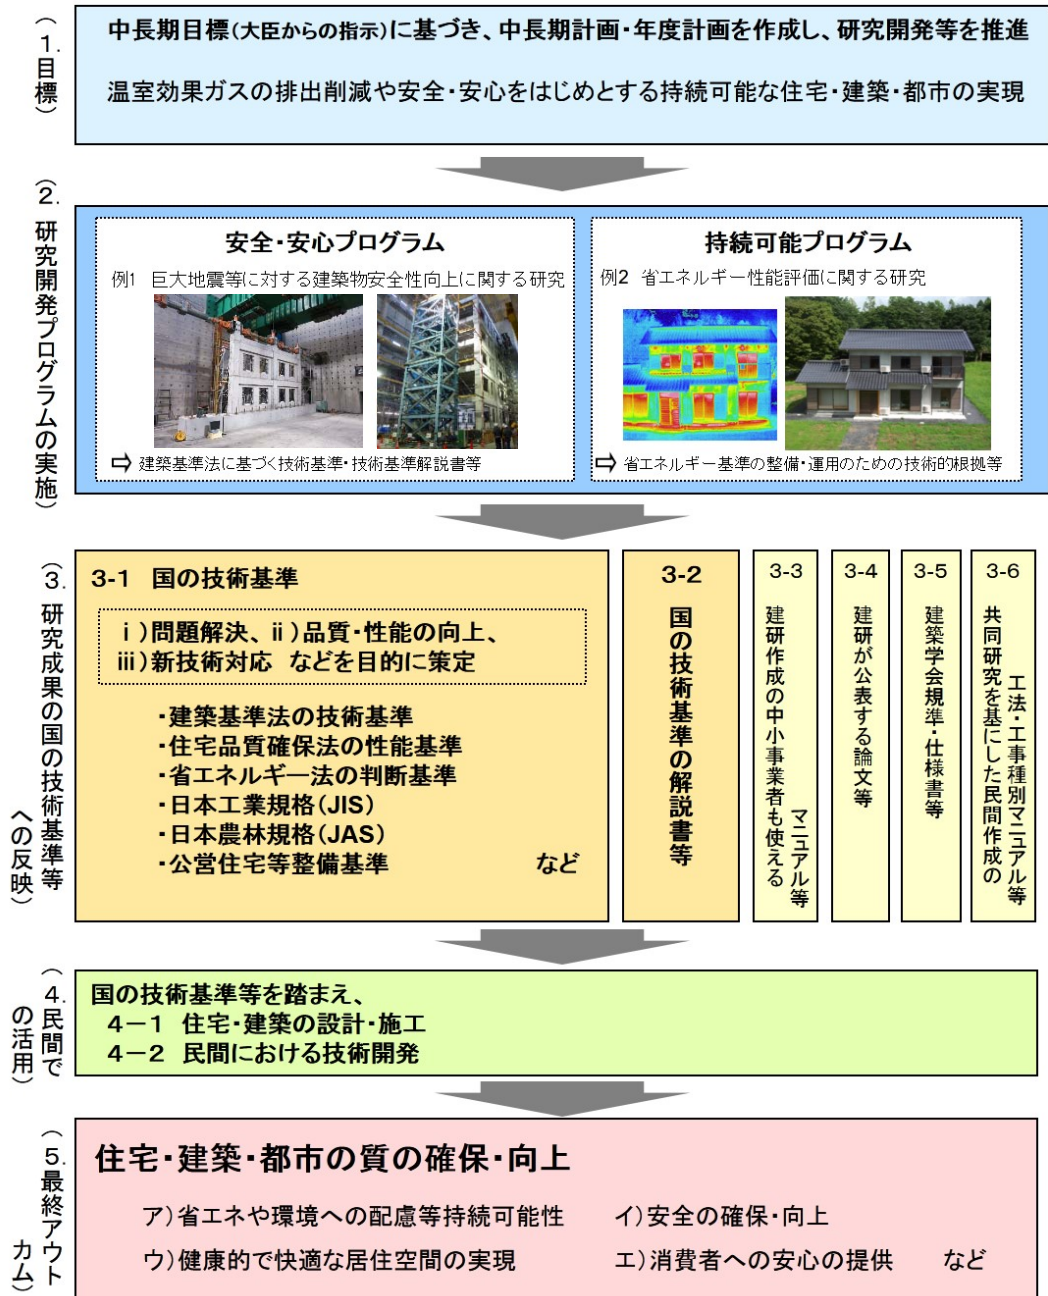 （1.目標）
中長期目標(大臣からの指示)に基づき、中長期計画・年度計画を作成し、研究開発等を推進
温室効果ガスの排出削減や安全・安心をはじめとする持続可能な住宅・建築・都市の実現
（2.研究開発プログラムの実施）
安全・安心プログラム
例1 巨大地震等に対する建築物安全性向上に関する研究
⇨ 建築基準法に基づく技術基準・技術基準解説書等
持続可能プログラム
例2 省エネルギー性能評価に関する研究
⇨ 省エネルギー基準の整備・運用のための技術的根拠等
（3.研究成果の国の技術基準等
への反映）
3-1 国の技術基準
ⅰ)問題解決、ⅱ)品質・性能の向上、
ⅲ)新技術対応 などを目的に策定
・建築基準法の技術基準
・住宅品質確保法の性能基準
・省エネルギー法の判断基準
・日本工業規格(JIS)
・日本農林規格(JAS)
・公営住宅等整備基準 など
3-2
国の技術基準の解説書等
3-3
建研作成の中小事業者も使える
マニュアル等
3-4
建研が公表する論文等
3-5
建築学会規準・仕様書等
3-6
共同研究を基にした民間作成の
工法・工事種別マニュアル等
（4.民間で
の活用）
国の技術基準等を踏まえ、
4－1 住宅・建築の設計・施工
4－2 民間における技術開発
（5.最終アウト
カム）
住宅・建築・都市の質の確保・向上
ア)省エネや環境への配慮等持続可能性 イ)安全の確保・向上
ウ)健康的で快適な居住空間の実現 エ)消費者への安心の提供 など